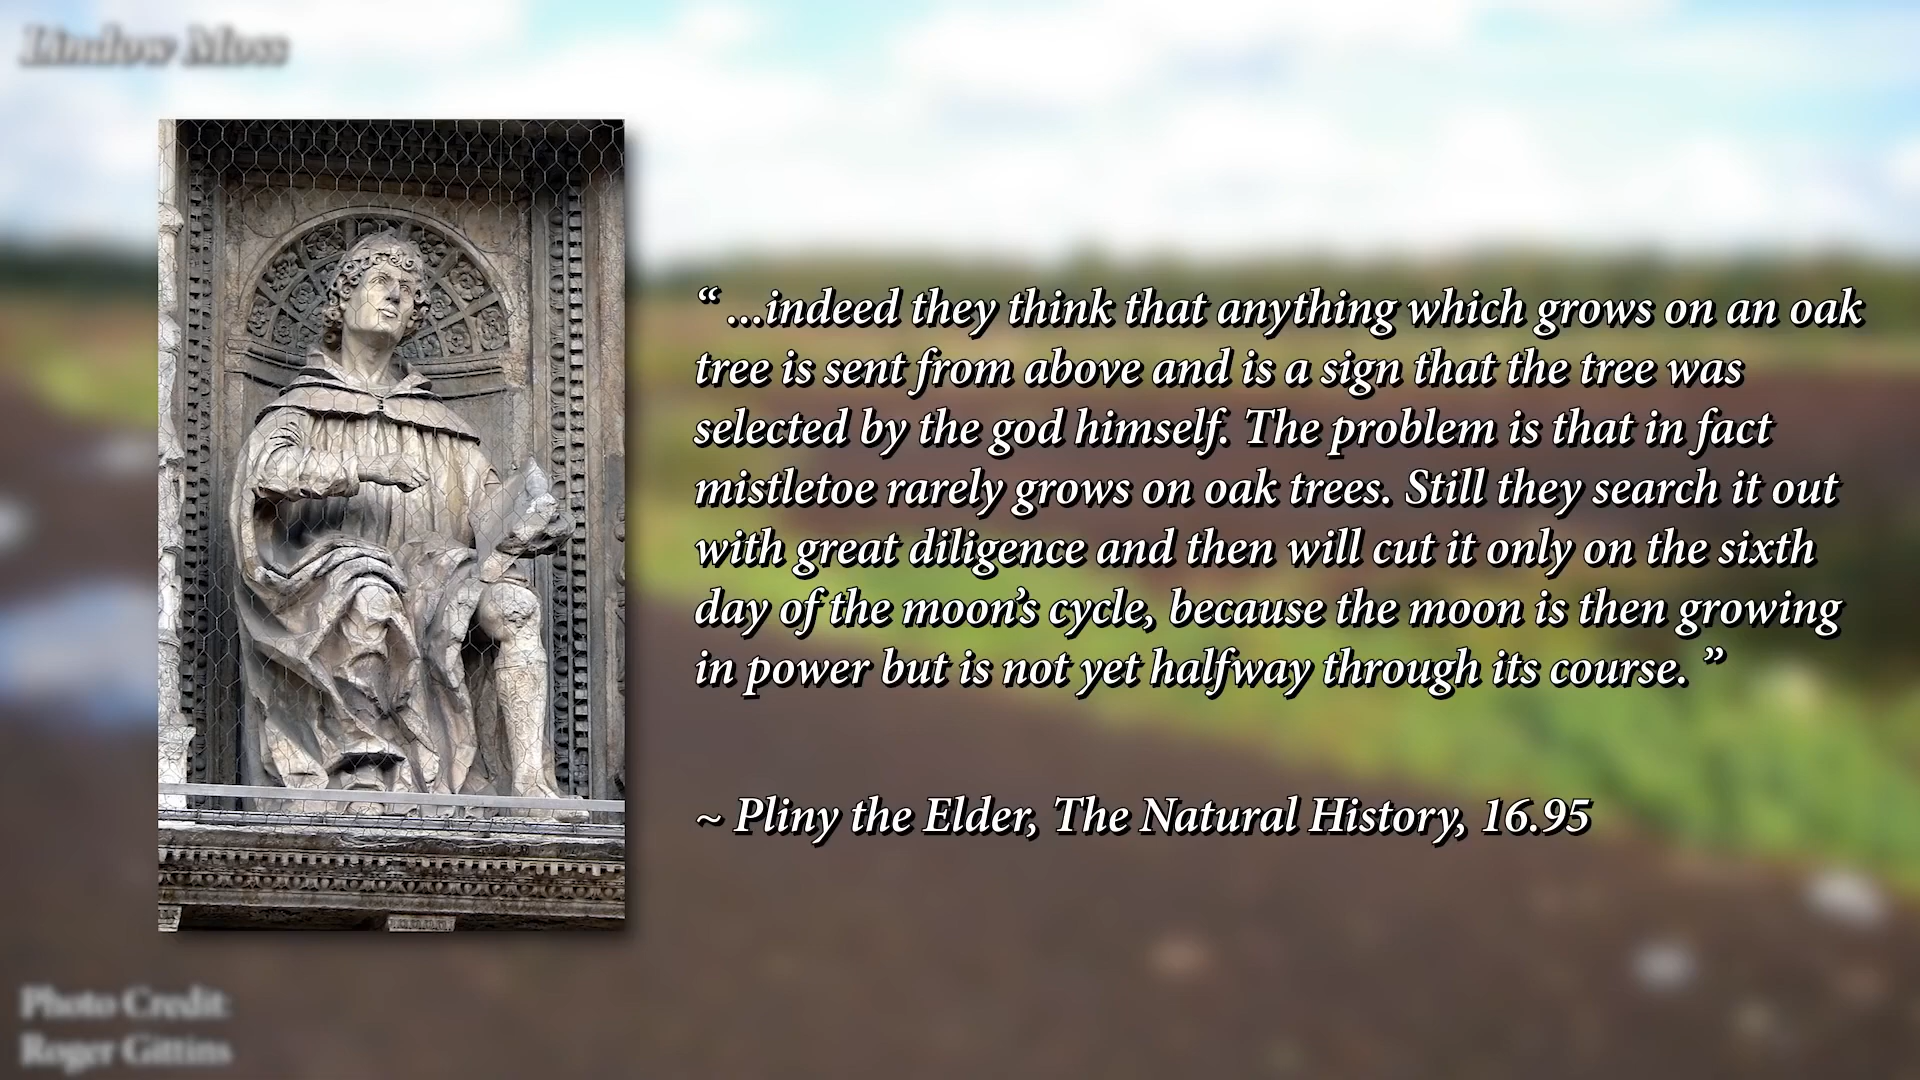 Lindow Moss
“ ...indeed they think that anything which grows on an oak
tree is sent from above and is a sign that the tree was
selected by the god himself. The problem is that in fact
mistletoe rarely grows on oak trees. Still they search it out
with great diligence and then will cut it only on the sixth
day of the moon’s cycle, because the moon is then growing
in power but is not yet halfway through its course. ”
~ Pliny the Elder, The Natural History, 16.95
Photo Credit:
Roger Gittins